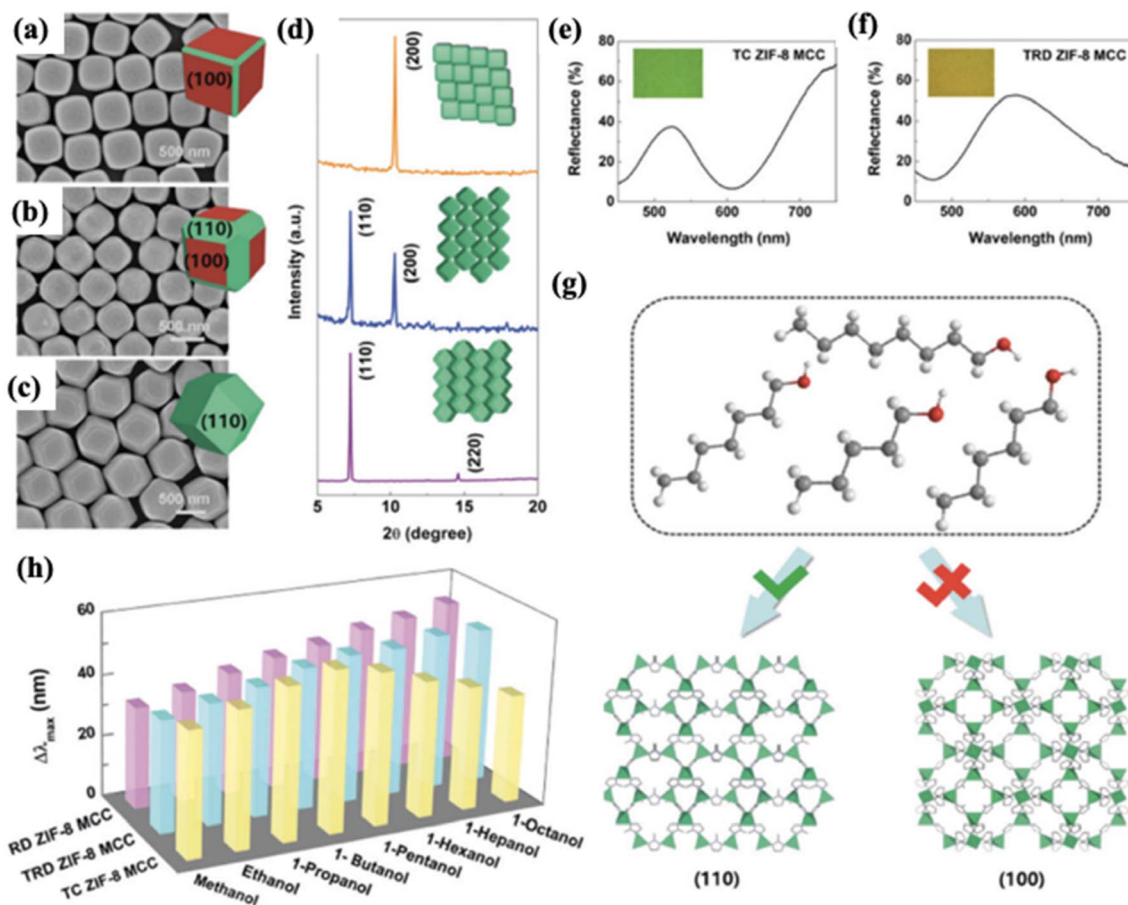 (a)
(100)
500 nm
(b)
(110)
(100)
500 nm
(c)
(110)
500 nm
(d)
(200)
(110)
(200)
(110)
(220)
Intensity (a.u.)
5 10 15 20
2θ (degree)
(e)
TC ZIF-8 MCC
80
60
40
20
0
Reflectance (%)
500 600 700
Wavelength (nm)
(f)
TRD ZIF-8 MCC
80
60
40
20
0
Reflectance (%)
500 600 700
Wavelength (nm)
(g)
(110)
(100)
(h)
60
40
20
0
Δλmax (nm)
RD ZIF-8 MCC
TRD ZIF-8 MCC
TC ZIF-8 MCC
Methanol
Ethanol
1-Propanol
1- Butanol
1-Pentanol
1-Hexanol
1-Hepanol
1-Octanol